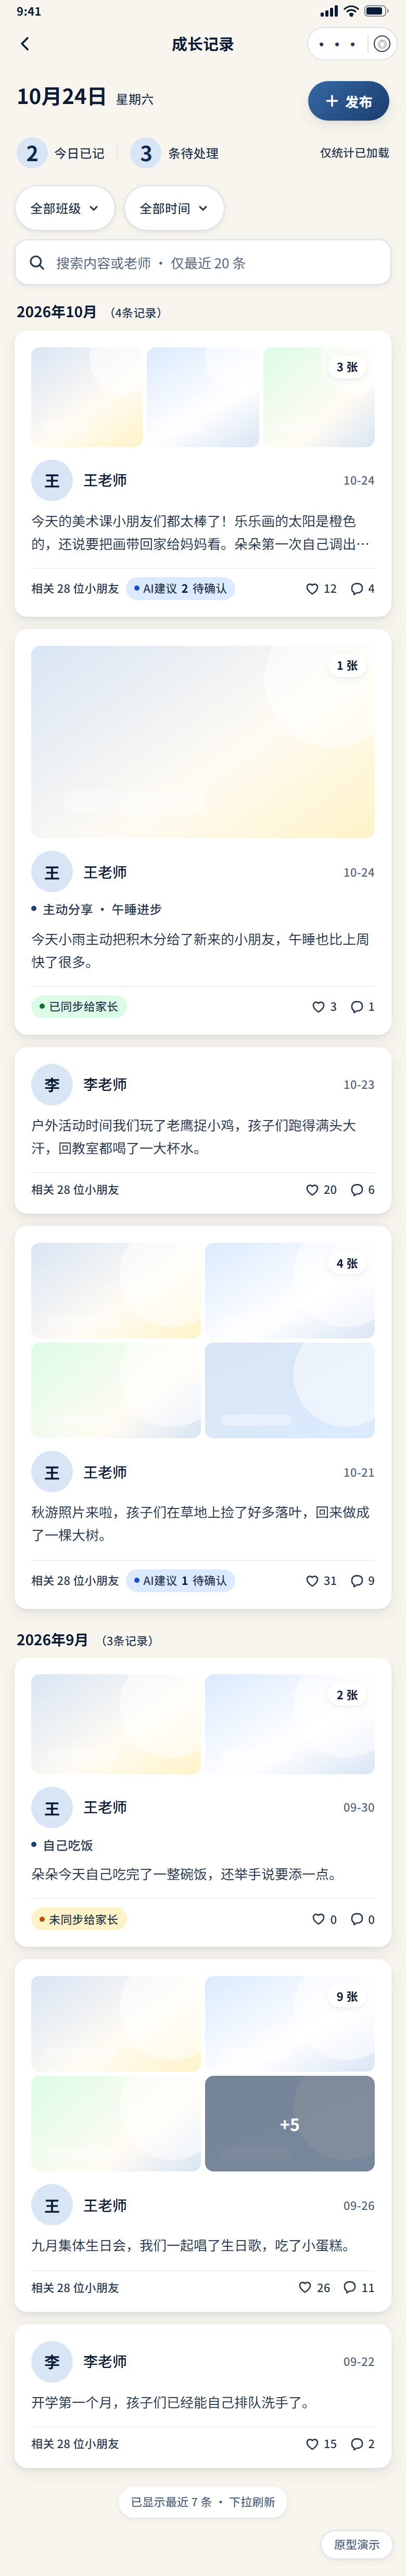 9:41
成长记录
10月24日 星期六
+ 发布
2 今日已记 3 条待处理 仅统计已加载
全部班级 全部时间
搜索内容或老师 · 仅最近 20 条
2026年10月 （4条记录）
3 张
王 王老师 10-24
今天的美术课小朋友们都太棒了！乐乐画的太阳是橙色
的，还说要把画带回家给妈妈看。朵朵第一次自己调出…
相关 28 位小朋友 AI建议 2 待确认 12 4
1 张
王 王老师 10-24
主动分享 · 午睡进步
今天小雨主动把积木分给了新来的小朋友，午睡也比上周
快了很多。
已同步给家长 3 1
李 李老师 10-23
户外活动时间我们玩了老鹰捉小鸡，孩子们跑得满头大
汗，回教室都喝了一大杯水。
相关 28 位小朋友 20 6
4 张
王 王老师 10-21
秋游照片来啦，孩子们在草地上捡了好多落叶，回来做成
了一棵大树。
相关 28 位小朋友 AI建议 1 待确认 31 9
2026年9月 （3条记录）
2 张
王 王老师 09-30
自己吃饭
朵朵今天自己吃完了一整碗饭，还举手说要添一点。
未同步给家长 0 0
9 张
+5
王 王老师 09-26
九月集体生日会，我们一起唱了生日歌，吃了小蛋糕。
相关 28 位小朋友 26 11
李 李老师 09-22
开学第一个月，孩子们已经能自己排队洗手了。
相关 28 位小朋友 15 2
已显示最近 7 条 · 下拉刷新
原型演示